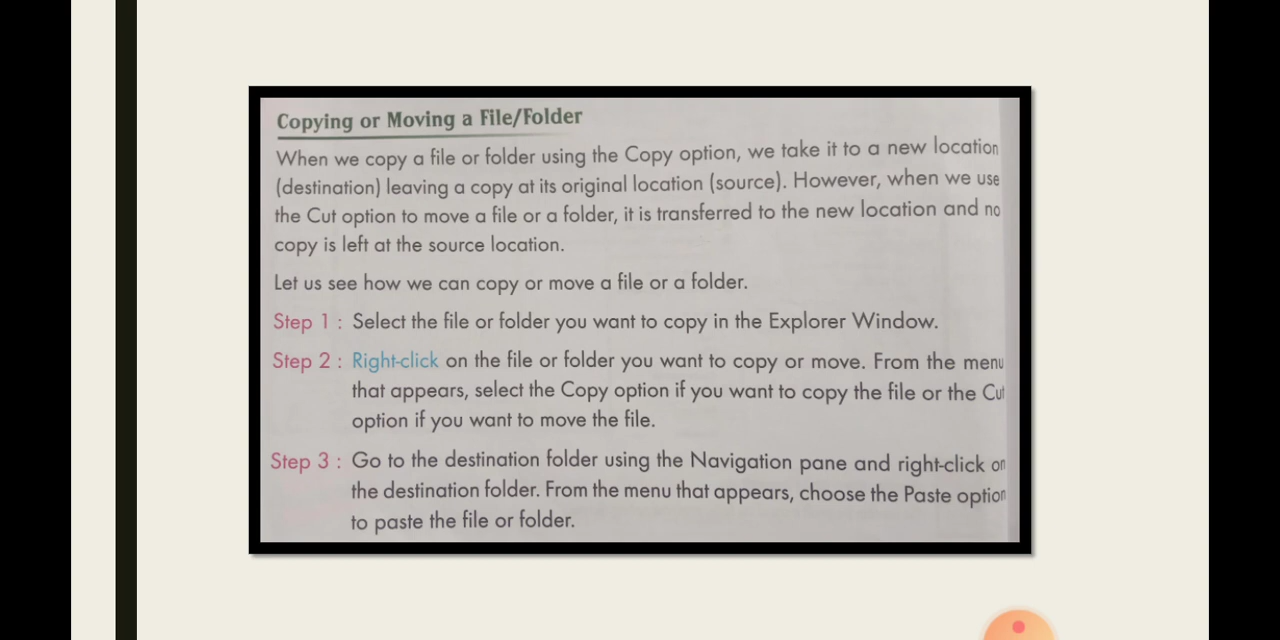 Copying or Moving a File/Folder
When we copy a file or folder using the Copy option, we take it to a new location
(destination) leaving a copy at its original location (source). However, when we use
the Cut option to move a file or a folder, it is transferred to the new location and no
copy is left at the source location.
Let us see how we can copy or move a file or a folder.
Step 1 : Select the file or folder you want to copy in the Explorer Window.
Step 2 : Right-click on the file or folder you want to copy or move. From the menu
that appears, select the Copy option if you want to copy the file or the Cut
option if you want to move the file.
Step 3 : Go to the destination folder using the Navigation pane and right-click on
the destination folder. From the menu that appears, choose the Paste option
to paste the file or folder.